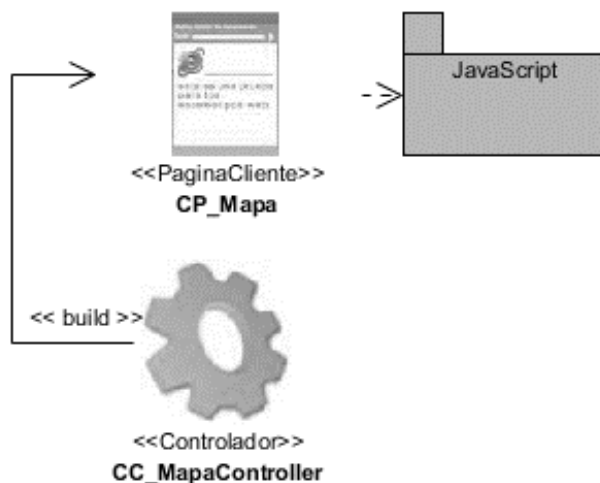 JavaScript
<<PaginaCliente>>
CP_Mapa
<< build >>
<<Controlador>>
CC_MapaController